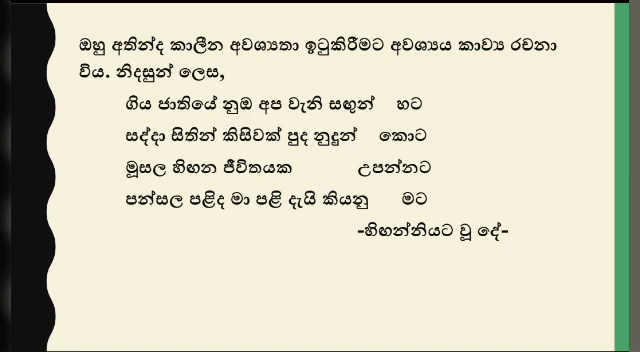 ඔහු අතින්ද කාලීන අවශ්‍යතා ඉටුකිරීමට අවශ්‍යය කාව්‍ය රචනා
විය. නිදසුන් ලෙස,
ගිය ජාතියේ නුඹ අප වැනි සඟුන් හට
සද්දා සිතින් කිසිවක් පුද නුදුන් කොට
මූසල හිඟන ජීවිතයක උපන්නට
පන්සල පළිද මා පළි දැයි කියනු මට
-හිඟන්නියට වූ දේ-